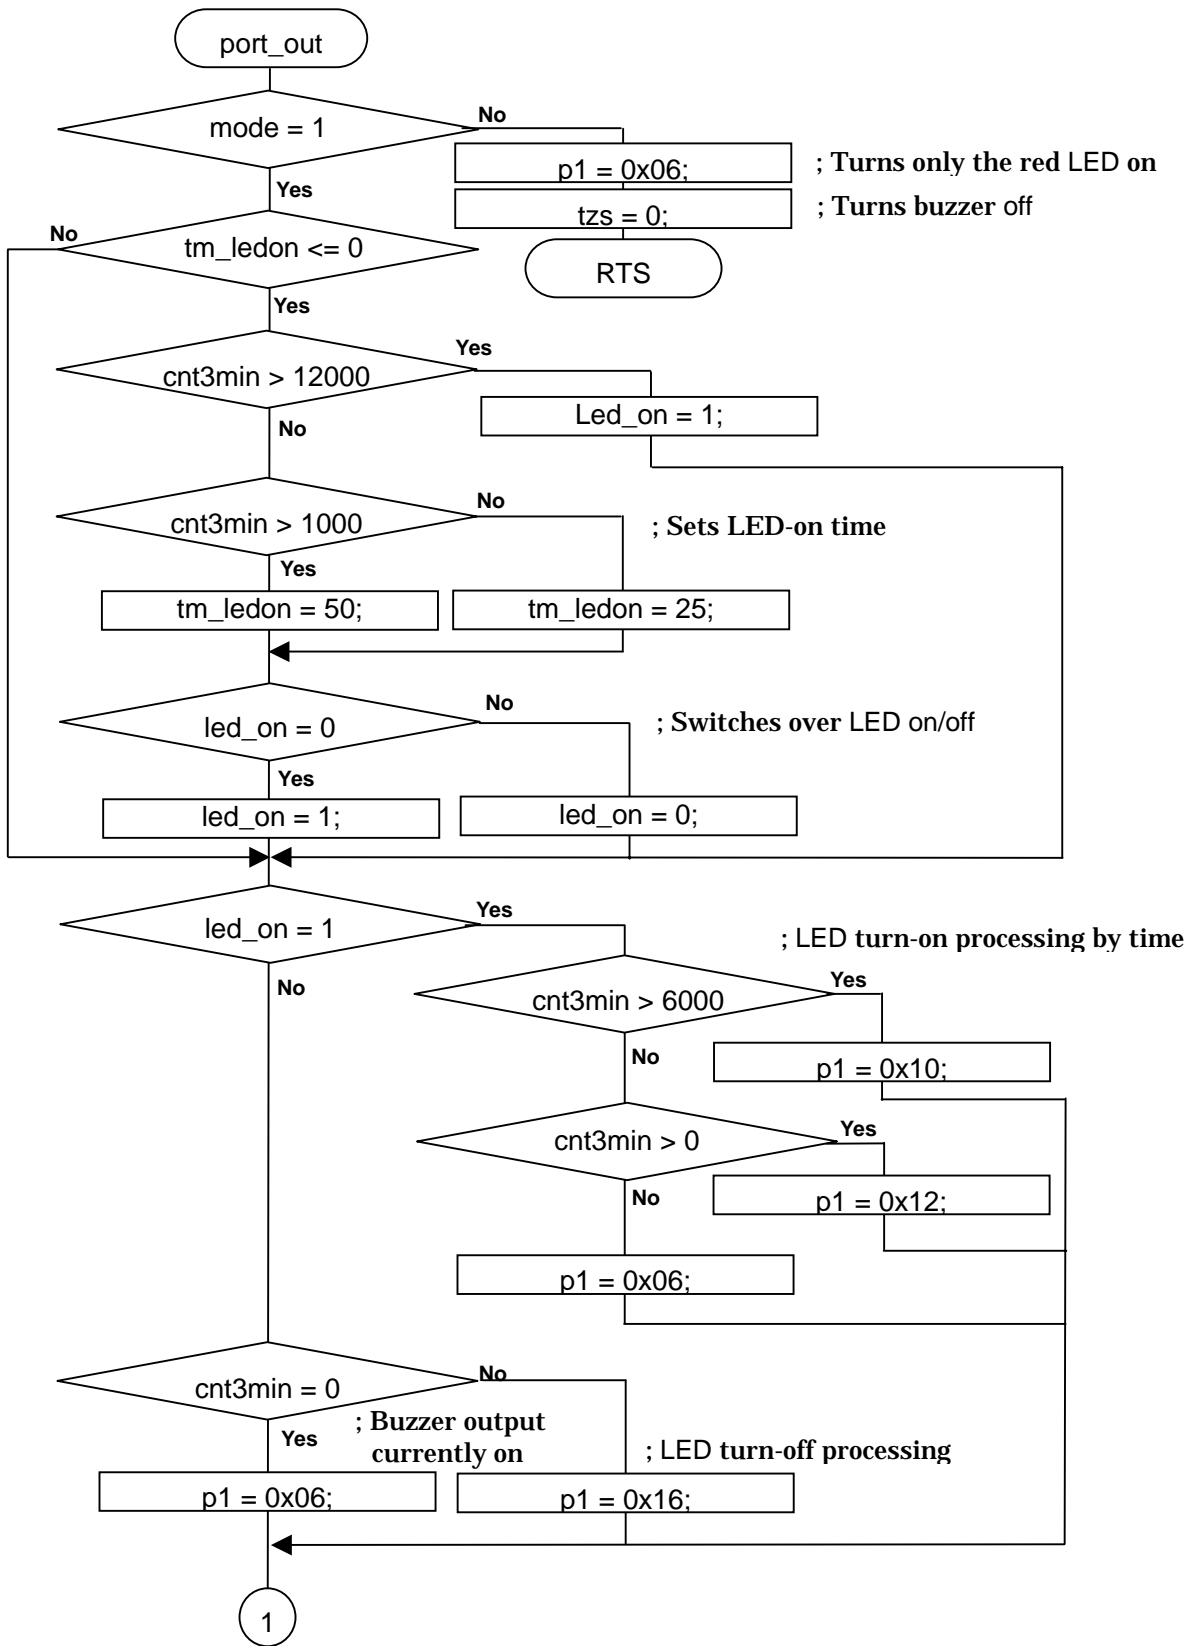 port_out
mode = 1
No
p1 = 0x06;
; Turns only the red LED on
Yes
tzs = 0;
; Turns buzzer off
No
tm_ledon <= 0
RTS
Yes
cnt3min > 12000
Yes
Led_on = 1;
No
cnt3min > 1000
No
; Sets LED-on time
Yes
tm_ledon = 50;
tm_ledon = 25;
led_on = 0
No
; Switches over LED on/off
Yes
led_on = 1;
led_on = 0;
led_on = 1
Yes
; LED turn-on processing by time
No
cnt3min > 6000
Yes
No
p1 = 0x10;
cnt3min > 0
Yes
No
p1 = 0x12;
p1 = 0x06;
cnt3min = 0
No
; Buzzer output
currently on
Yes
; LED turn-off processing
p1 = 0x06;
p1 = 0x16;
1